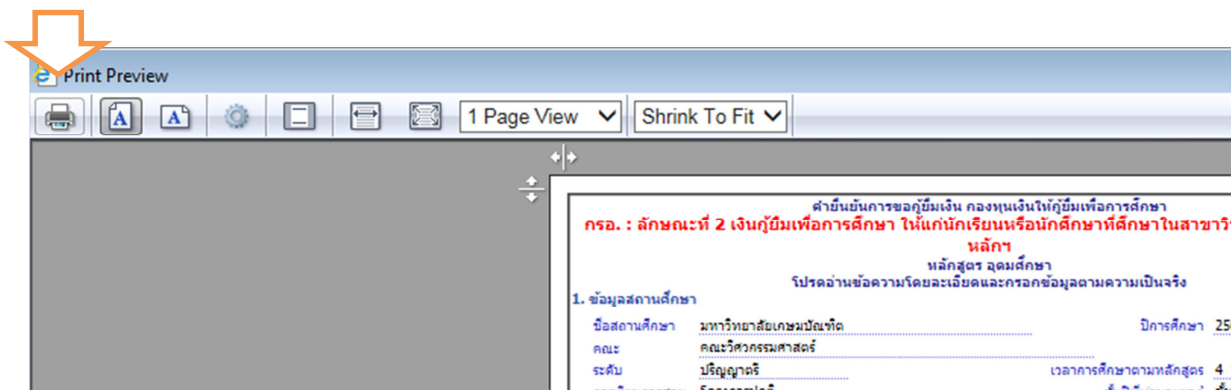 Print Preview
1 Page View Shrink To Fit
คำยืนยันการขอกู้ยืมเงิน กองทุนเงินให้กู้ยืมเพื่อการศึกษา
กรอ. : ลักษณะที่ 2 เงินกู้ยืมเพื่อการศึกษา ให้แก่นักเรียนหรือนักศึกษาที่ศึกษาในสาขาวิ
หลักฯ
หลักสูตร อุดมศึกษา
โปรดอ่านข้อความโดยละเอียดและกรอกข้อมูลตามความเป็นจริง
1. ข้อมูลสถานศึกษา
ชื่อสถานศึกษา มหาวิทยาลัยเกษมบัณฑิต ปีการศึกษา 25
คณะ คณะวิศวกรรมศาสตร์
ระดับ ปริญญาตรี เวลาการศึกษาตามหลักสูตร 4